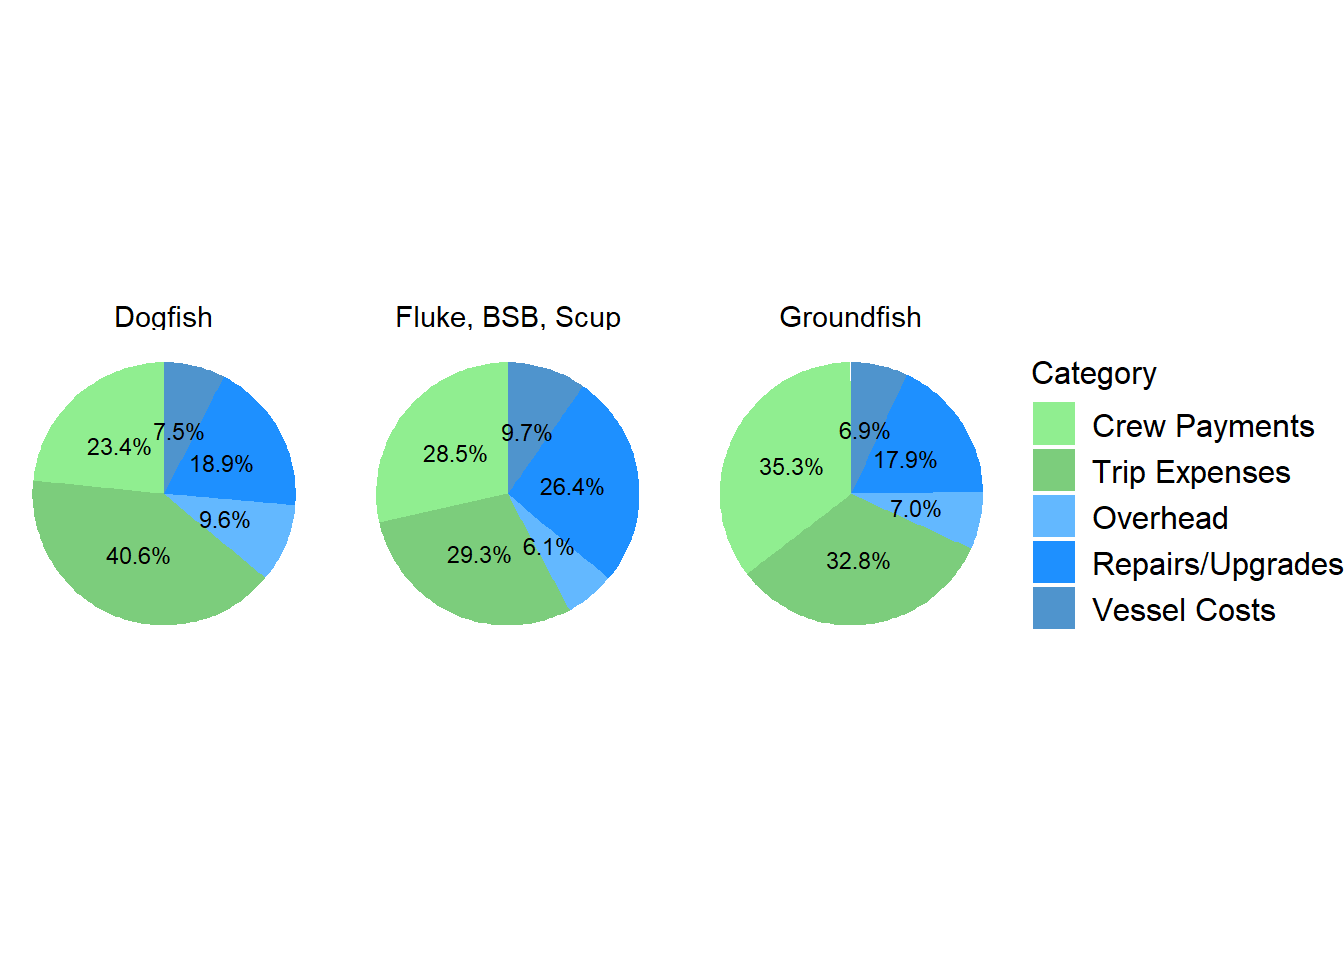 Dogfish
Fluke, BSB, Scup
Groundfish
7.5%
23.4%
18.9%
9.6%
40.6%
9.7%
28.5%
26.4%
6.1%
29.3%
6.9%
35.3%
17.9%
7.0%
32.8%
Category
Crew Payments
Trip Expenses
Overhead
Repairs/Upgrades
Vessel Costs